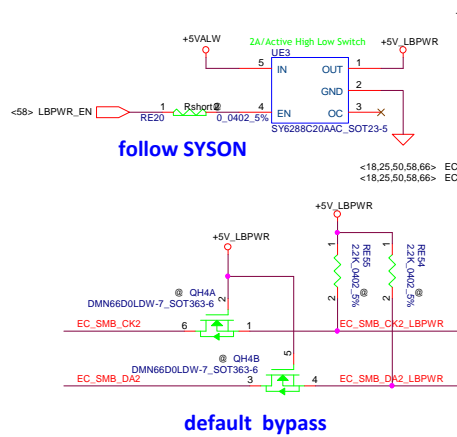 +5VALW
2A/Active High Low Switch
+5V_LBPWR
UE3
5 IN OUT 1
GND 2
<58> LBPWR_EN 1 Rshort@ 2 4 EN OC 3
RE20 0_0402_5% SY6288C20AAC_SOT23-5
follow SYSON
<18,25,50,58,66> EC
<18,25,50,58,66> EC
+5V_LBPWR
+5V_LBPWR
@ QH4A
DMN66D0LDW-7_SOT363-6
2
1 RE55 2.2K_0402_5% @ 2
1 RE54 2.2K_0402_5% @ 2
EC_SMB_CK2 6 1 EC_SMB_CK2_LBPWR
@ QH4B
DMN66D0LDW-7_SOT363-6
5
EC_SMB_DA2 3 4 EC_SMB_DA2_LBPWR
default bypass